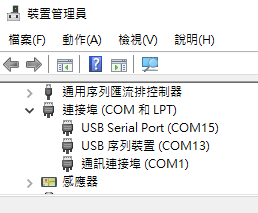 裝置管理員
檔案(F) 動作(A) 檢視(V) 說明(H)
通用序列匯流排控制器
連接埠 (COM 和 LPT)
USB Serial Port (COM15)
USB 序列裝置 (COM13)
通訊連接埠 (COM1)
感應器